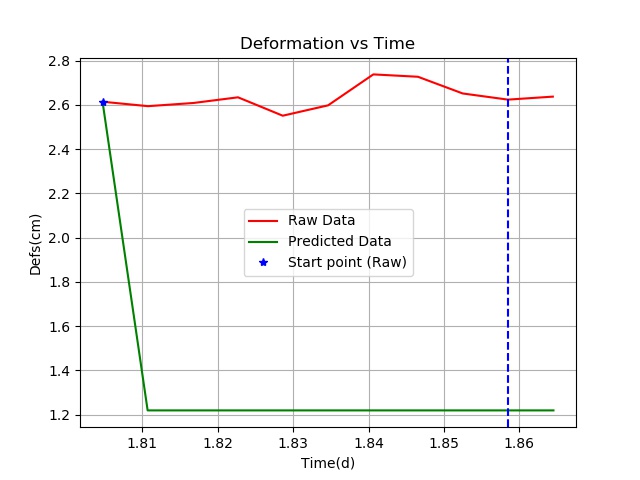 Deformation vs Time
2.8
2.6
2.4
2.2
2.0
1.8
1.6
1.4
1.2
Defs(cm)
Raw Data
Predicted Data
Start point (Raw)
1.81 1.82 1.83 1.84 1.85 1.86
Time(d)